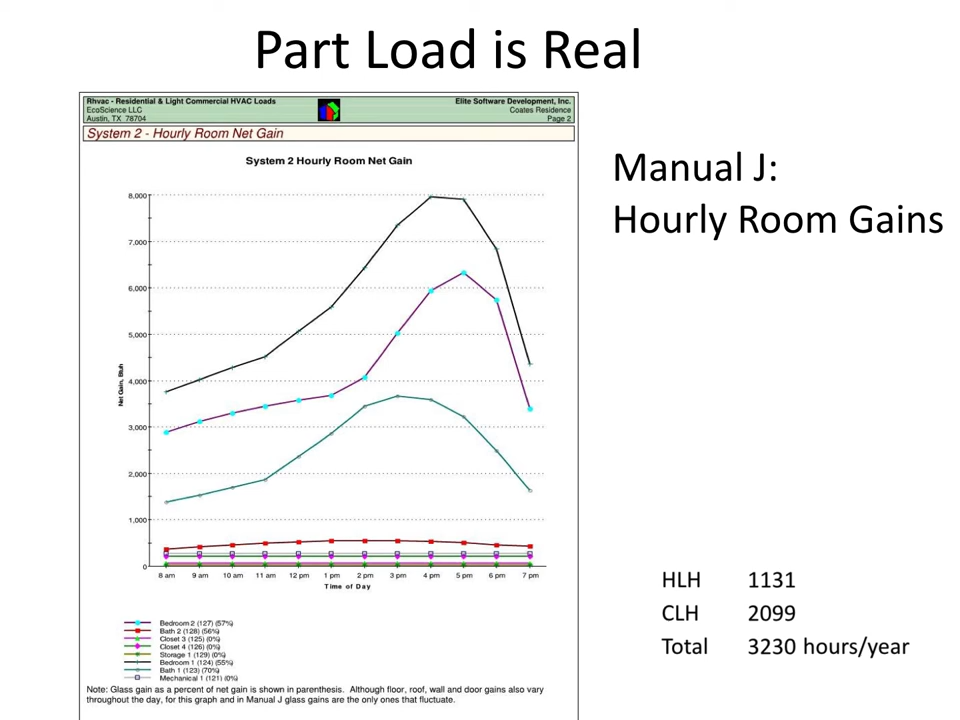 Part Load is Real
Rhvac - Residential & Light Commercial HVAC Loads
Elite Software Development, Inc.
EcoScience LLC
Coates Residence
Austin, TX 78704
Page 2
System 2 - Hourly Room Net Gain
System 2 Hourly Room Net Gain
Manual J:
Hourly Room Gains
8,000
7,000
6,000
5,000
4,000
3,000
2,000
1,000
0
Net Gain, Btuh
8 am 9 am 10 am 11 am 12 pm 1 pm 2 pm 3 pm 4 pm 5 pm 6 pm 7 pm
Time of Day
Bedroom 2 (127) (57%)
Bath 2 (128) (56%)
Closet 3 (125) (0%)
Closet 4 (126) (0%)
Storage 1 (129) (0%)
Bedroom 1 (124) (55%)
Bath 1 (123) (70%)
Mechanical 1 (121) (0%)
Note: Glass gain as a percent of net gain is shown in parenthesis. Although floor, roof, wall and door gains also vary
throughout the day, for this graph and in Manual J glass gains are the only ones that fluctuate.
HLH 1131
CLH 2099
Total 3230 hours/year